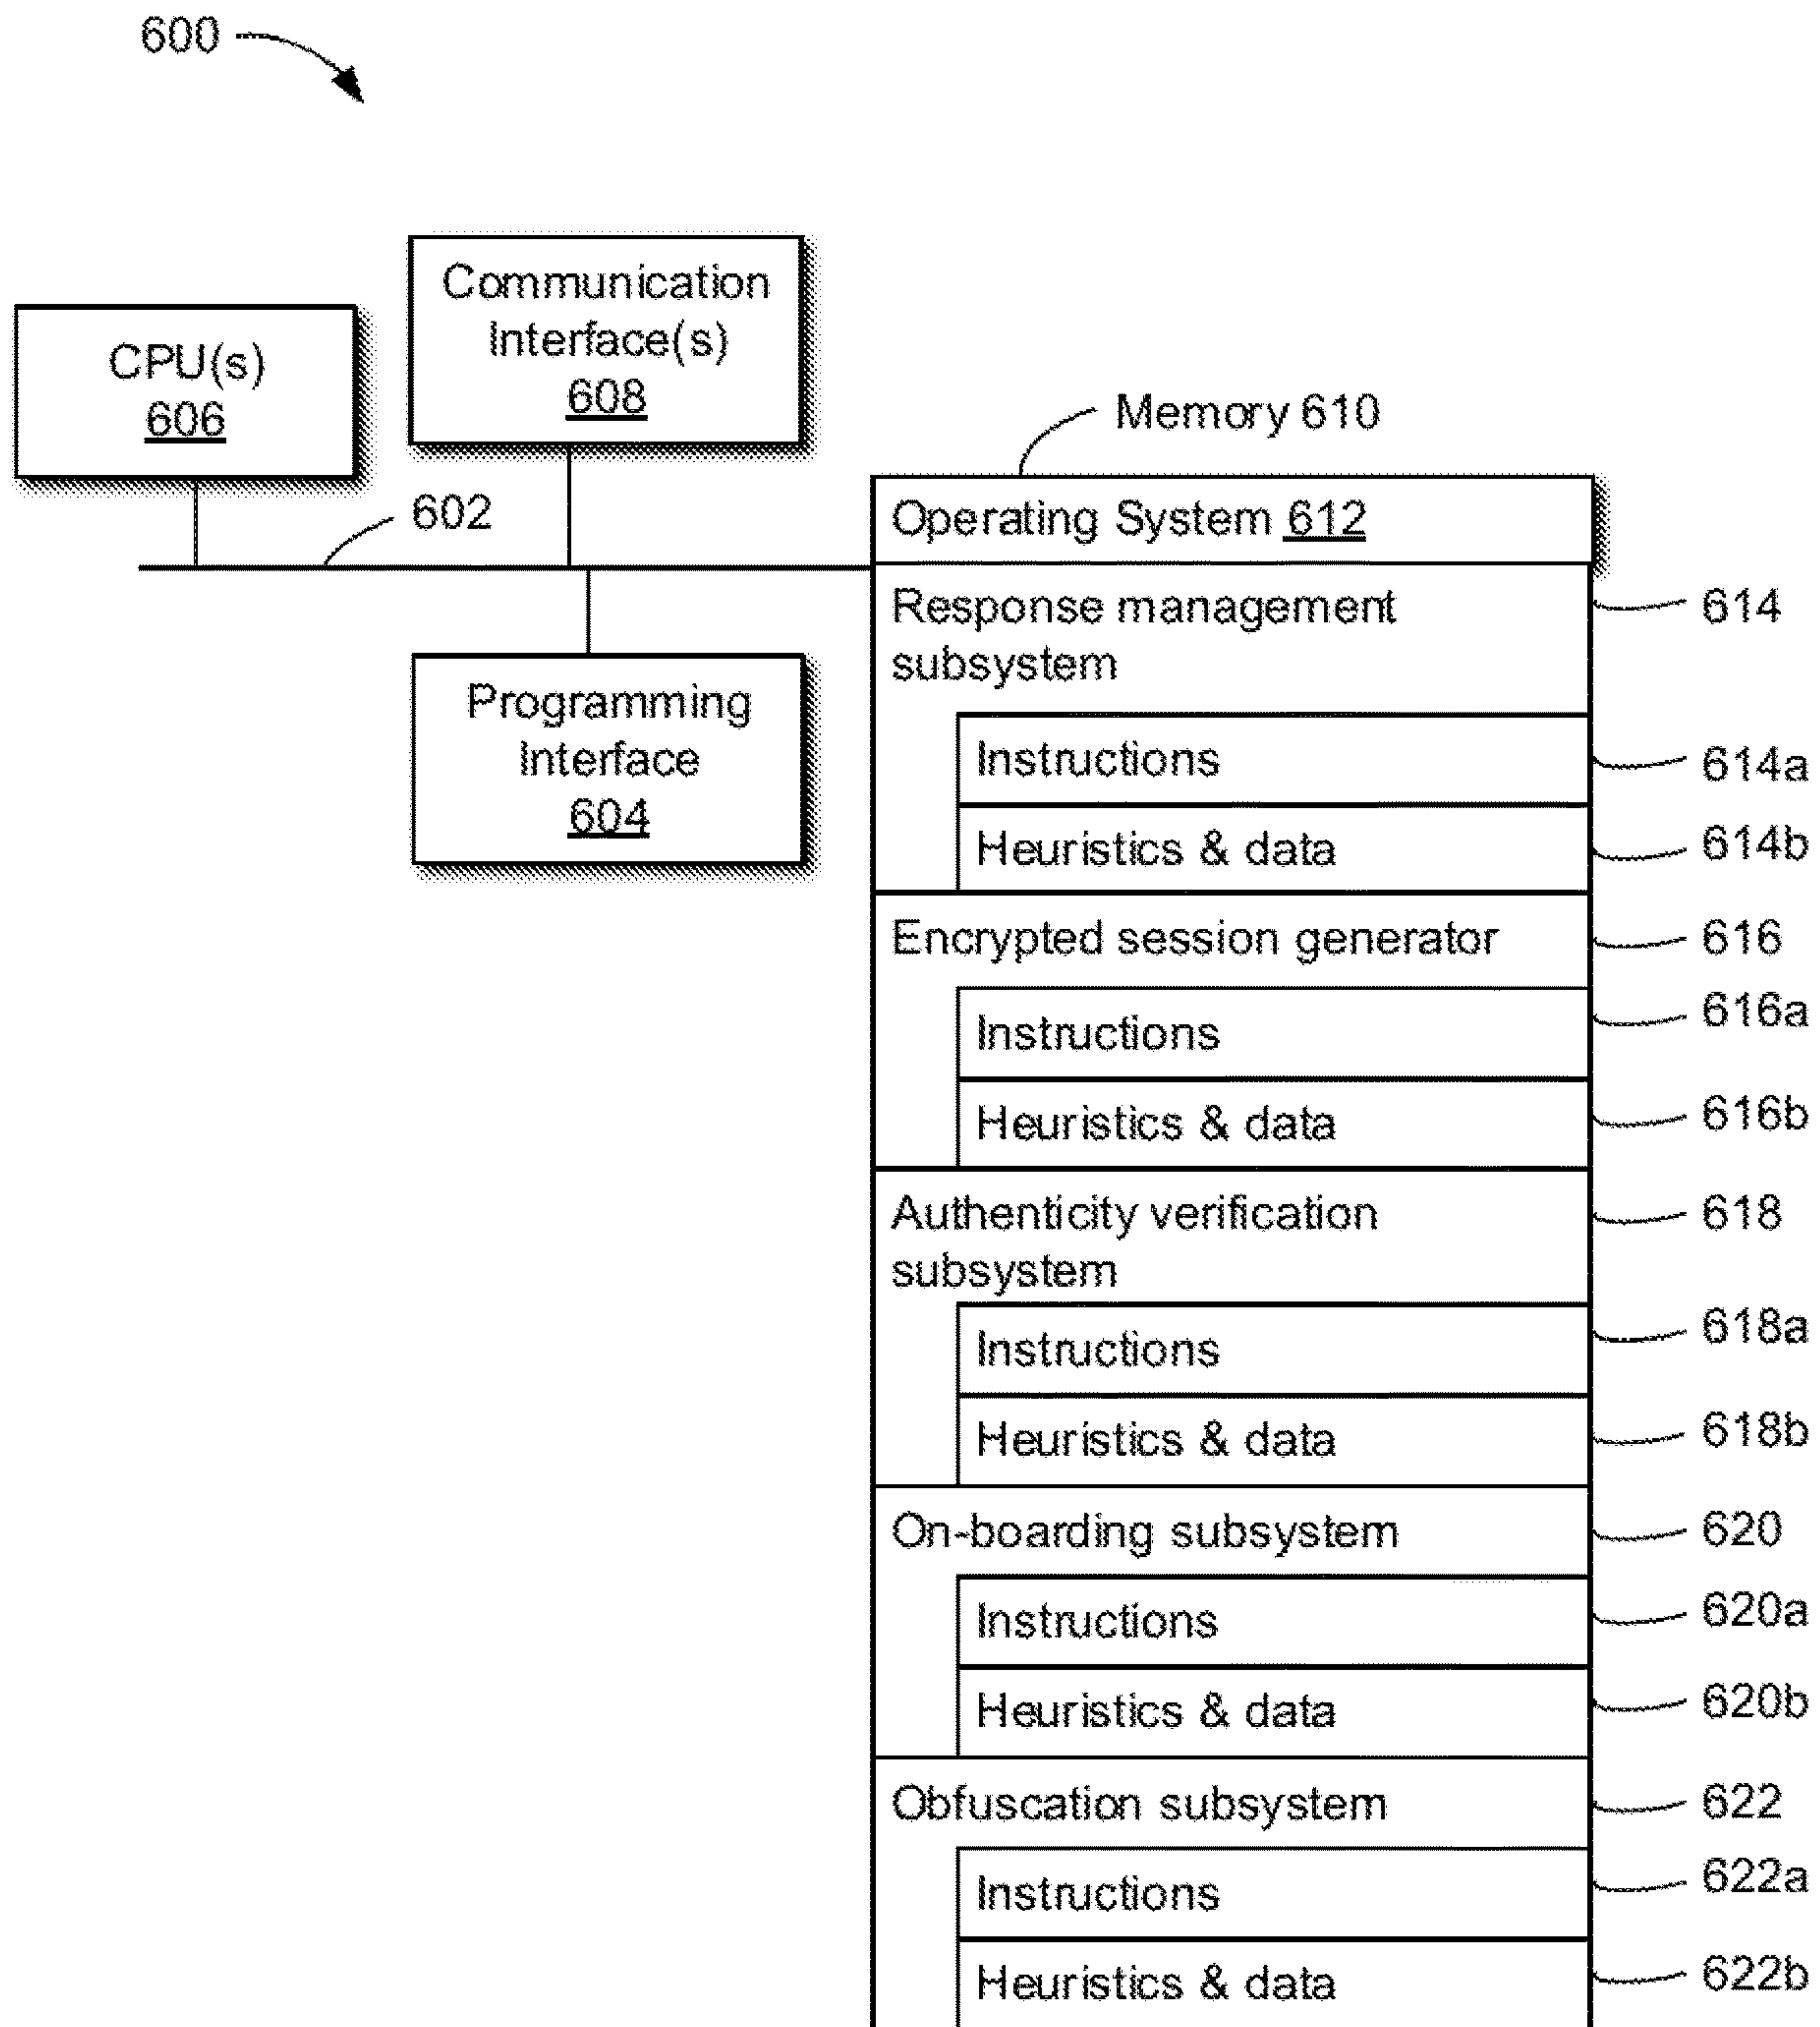 600
Communication
Interface(s)
608
CPU(s)
606
Memory 610
602
Operating System 612
Response management
subsystem
614
Programming
Interface
604
Instructions
614a
Heuristics & data
614b
Encrypted session generator
616
Instructions
616a
Heuristics & data
616b
Authenticity verification
subsystem
618
Instructions
618a
Heuristics & data
618b
On-boarding subsystem
620
Instructions
620a
Heuristics & data
620b
Obfuscation subsystem
622
Instructions
622a
Heuristics & data
622b